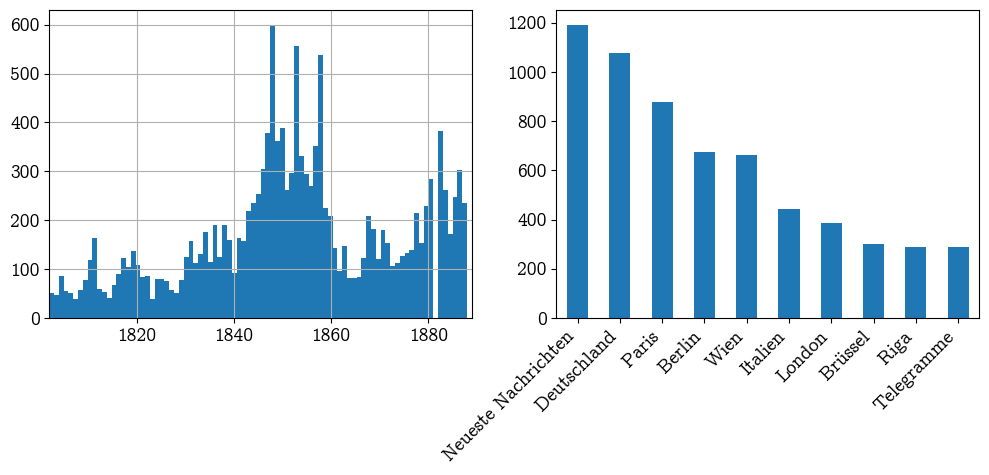 600
500
400
300
200
100
0
1820 1840 1860 1880
1200
1000
800
600
400
200
0
Neueste Nachrichten
Deutschland
Paris
Berlin
Wien
Italien
London
Brüssel
Riga
Telegramme